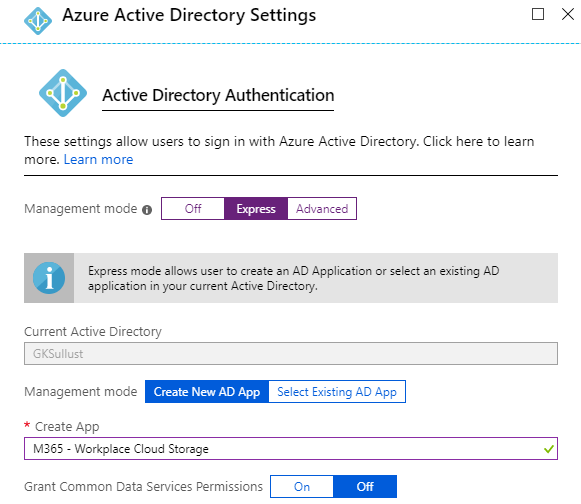 Azure Active Directory Settings
Active Directory Authentication
These settings allow users to sign in with Azure Active Directory. Click here to learn
more. Learn more
Management mode Off Express Advanced
Express mode allows user to create an AD Application or select an existing AD
application in your current Active Directory.
Current Active Directory
GKSullust
Management mode Create New AD App Select Existing AD App
* Create App
M365 - Workplace Cloud Storage
Grant Common Data Services Permissions On Off